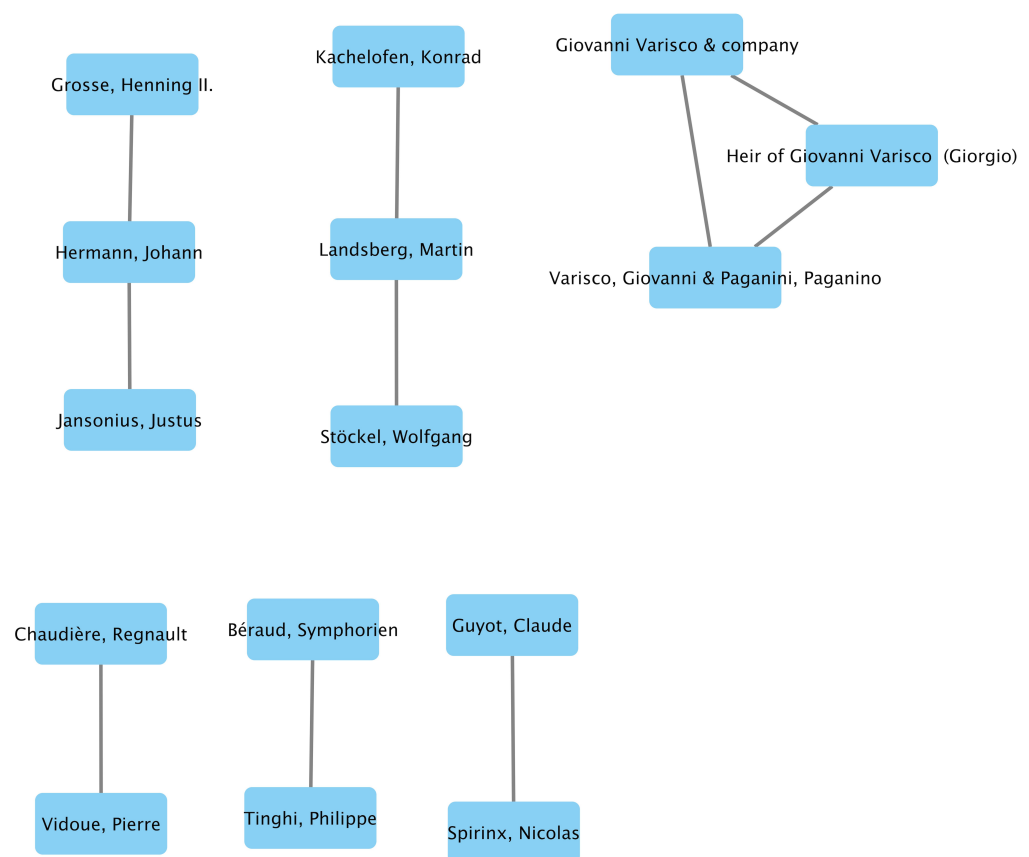 Grosse, Henning II.
Kachelofen, Konrad
Giovanni Varisco & company
Heir of Giovanni Varisco (Giorgio)
Hermann, Johann
Landsberg, Martin
Varisco, Giovanni & Paganini, Paganino
Jansonius, Justus
Stöckel, Wolfgang
Chaudière, Regnault
Béraud, Symphorien
Guyot, Claude
Vidoue, Pierre
Tinghi, Philippe
Spirinx, Nicolas